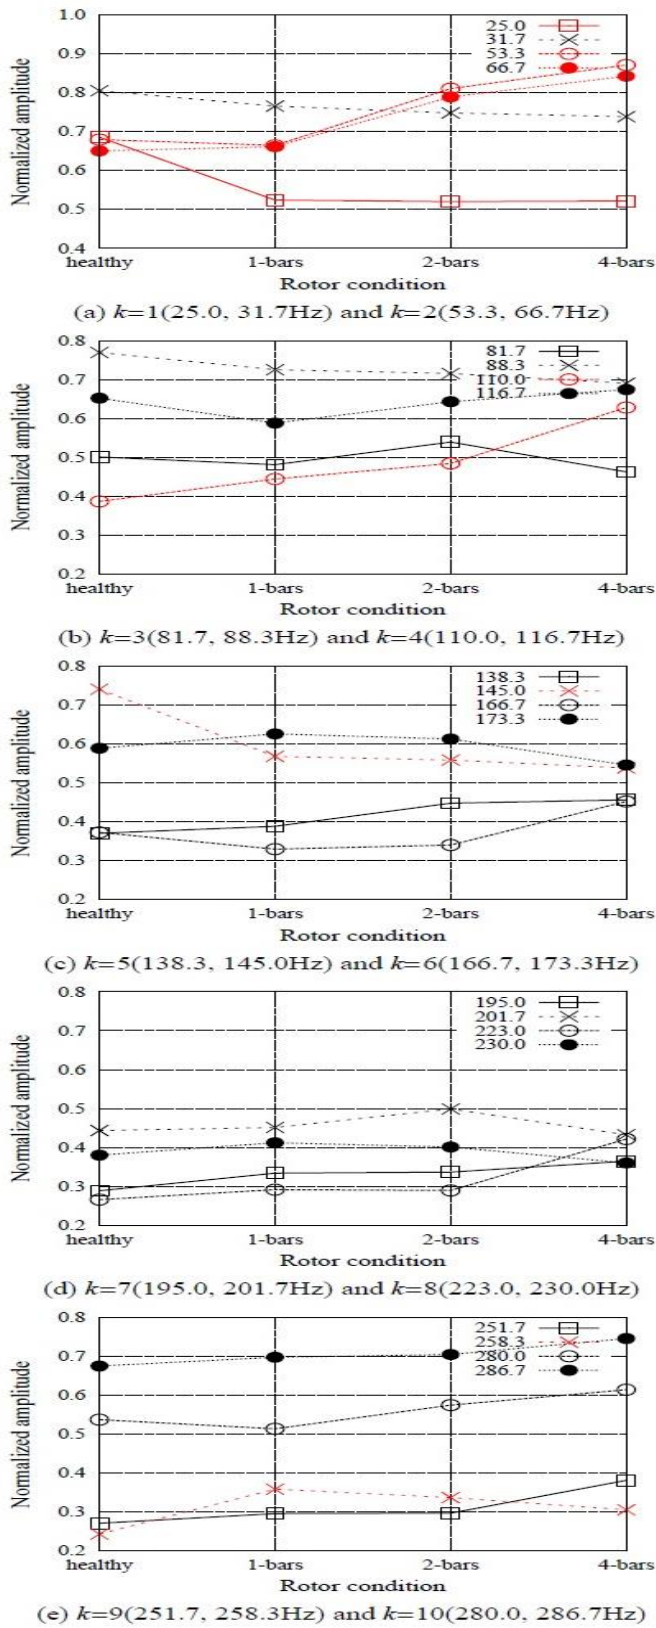 1.0
0.9
0.8
0.7
0.6
0.5
0.4
Normalized amplitude
25.0
31.7
53.3
66.7
healthy 1-bars 2-bars 4-bars
Rotor condition
(a) k=1(25.0, 31.7Hz) and k=2(53.3, 66.7Hz)
0.8
0.7
0.6
0.5
0.4
0.3
0.2
Normalized amplitude
81.7
88.3
110.0
116.7
healthy 1-bars 2-bars 4-bars
Rotor condition
(b) k=3(81.7, 88.3Hz) and k=4(110.0, 116.7Hz)
0.8
0.7
0.6
0.5
0.4
0.3
0.2
Normalized amplitude
138.3
145.0
166.7
173.3
healthy 1-bars 2-bars 4-bars
Rotor condition
(c) k=5(138.3, 145.0Hz) and k=6(166.7, 173.3Hz)
0.8
0.7
0.6
0.5
0.4
0.3
0.2
Normalized amplitude
195.0
201.7
223.0
230.0
healthy 1-bars 2-bars 4-bars
Rotor condition
(d) k=7(195.0, 201.7Hz) and k=8(223.0, 230.0Hz)
0.8
0.7
0.6
0.5
0.4
0.3
0.2
Normalized amplitude
251.7
258.3
280.0
286.7
healthy 1-bars 2-bars 4-bars
Rotor condition
(e) k=9(251.7, 258.3Hz) and k=10(280.0, 286.7Hz)